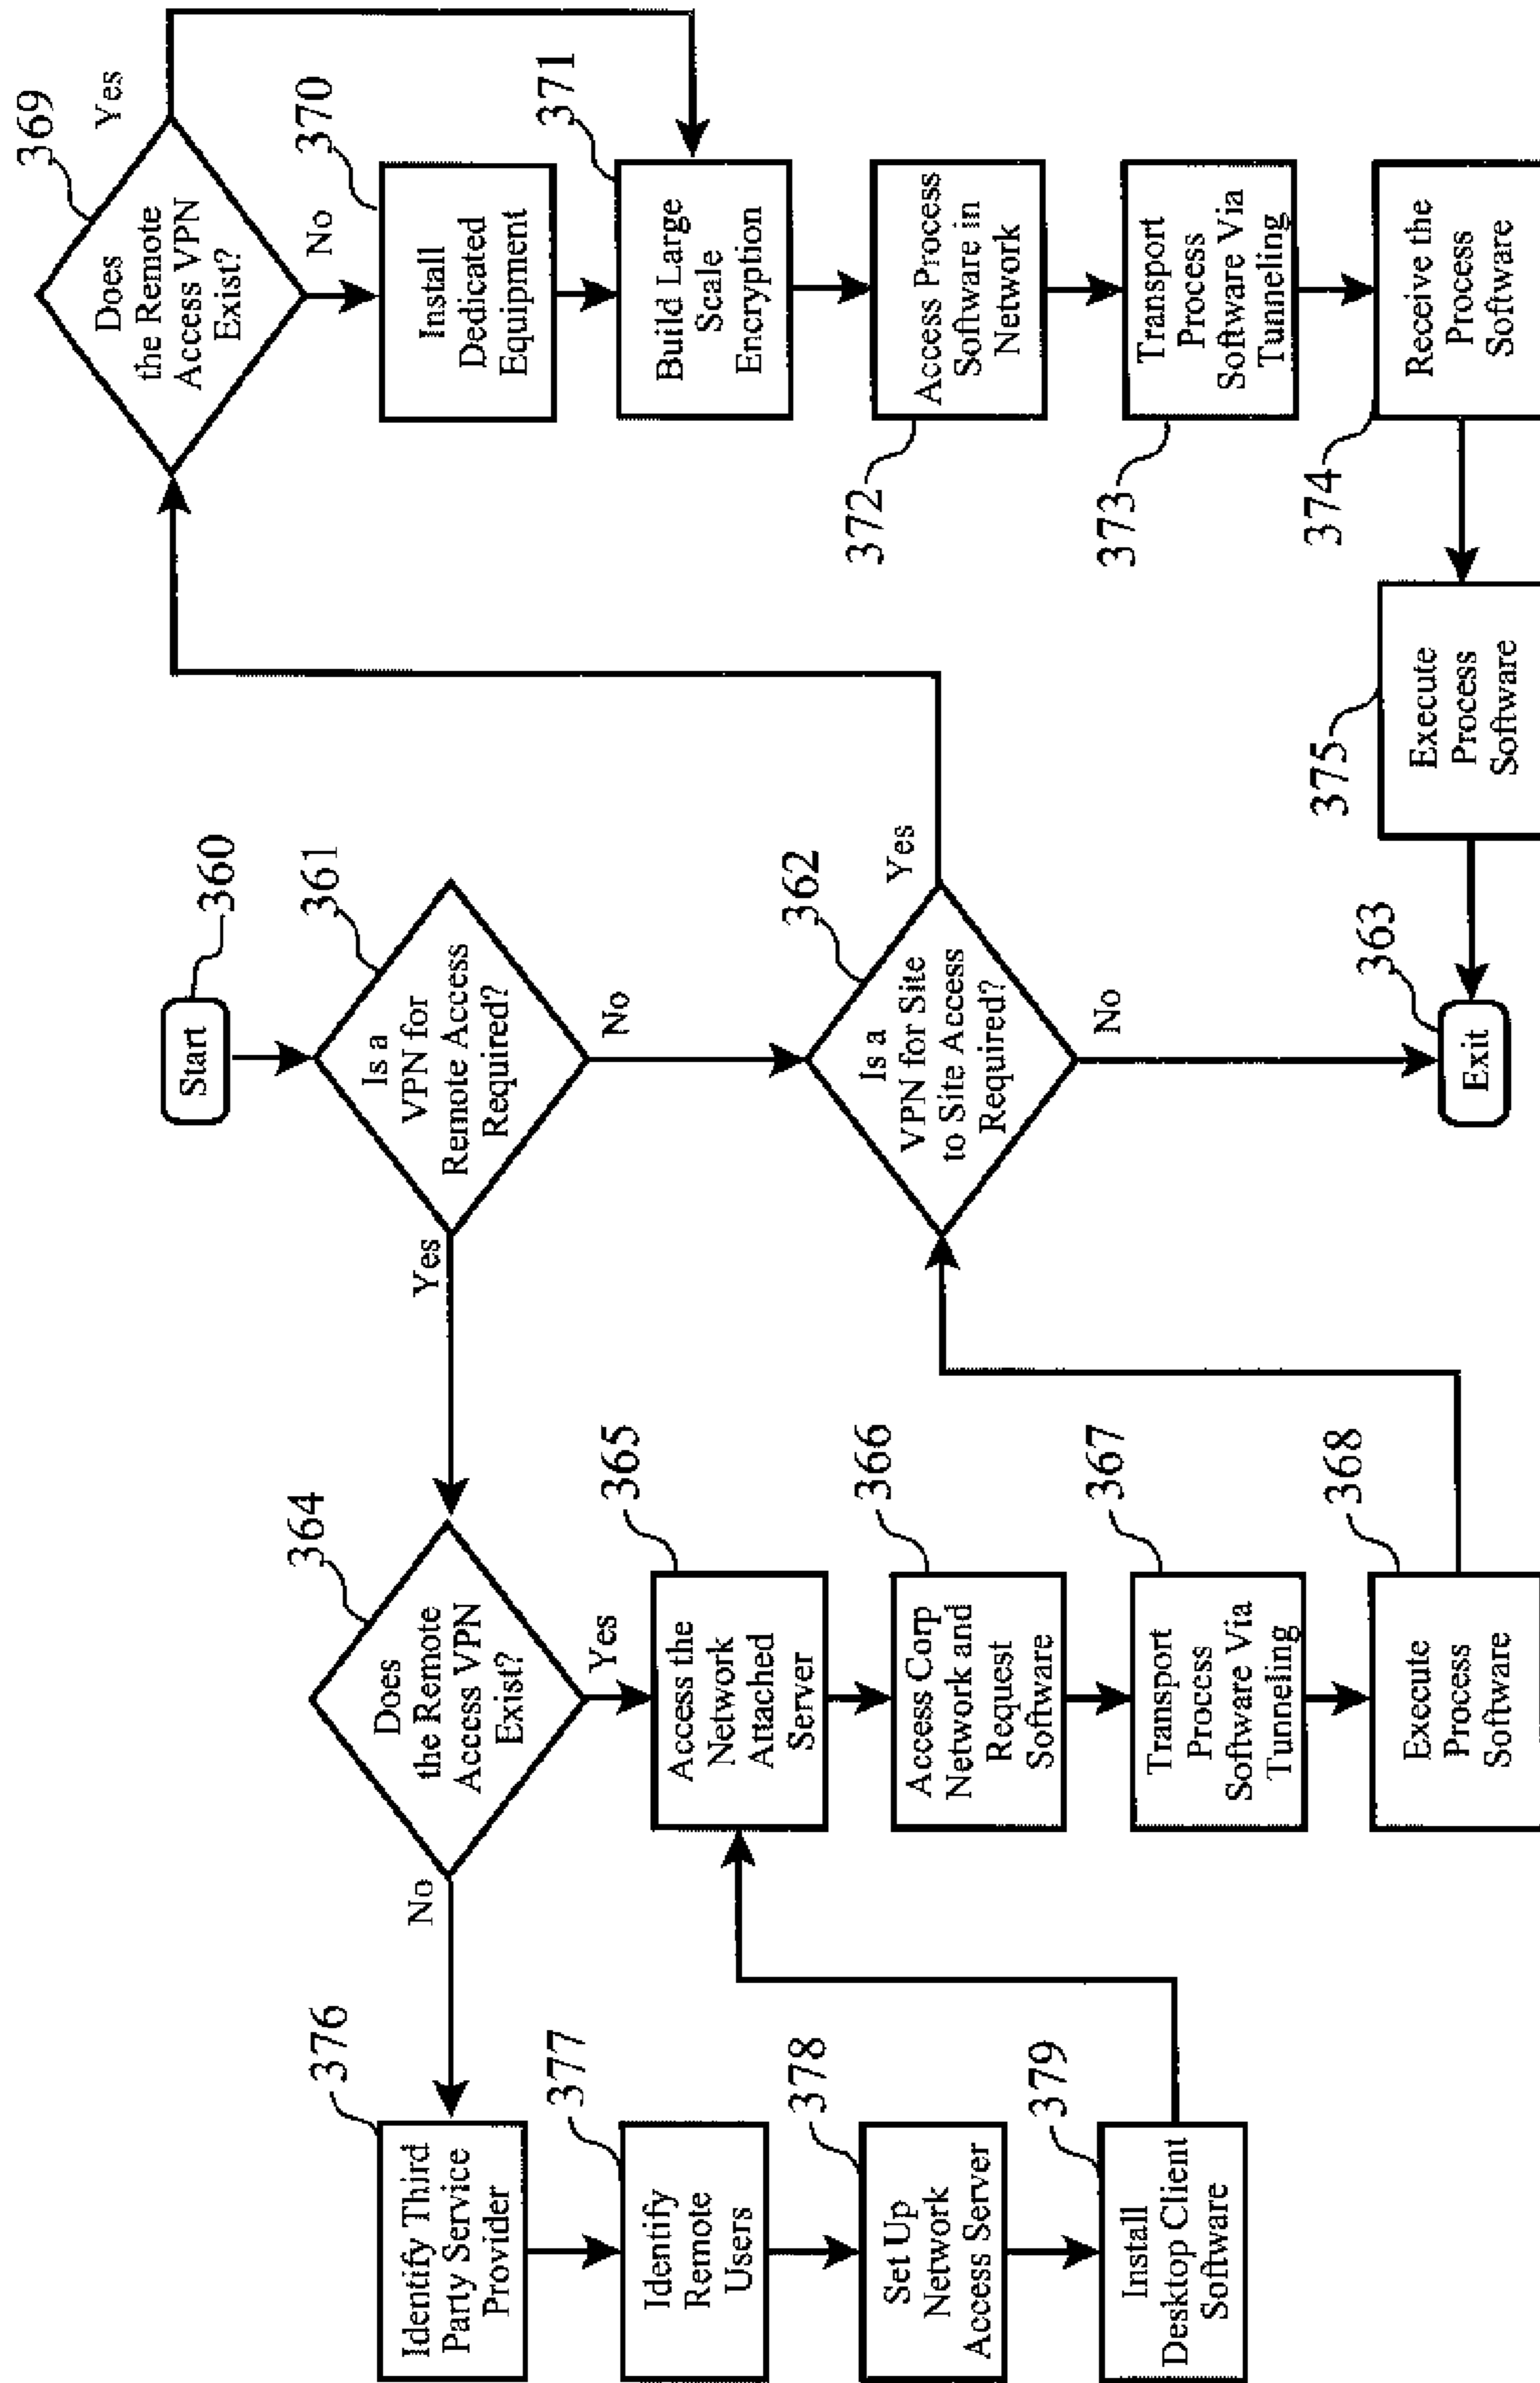 360
Start
361
Is a
VPN for
Remote Access
Required?
Yes
No
364
Does
the Remote
Access VPN
Exist?
No
Yes
376
Identify Third
Party Service
Provider
377
Identify
Remote
Users
378
Set Up
Network
Access Server
379
Install
Desktop Client
Software
365
Access the
Network
Attached
Server
366
Access Corp
Network and
Request
Software
367
Transport
Process
Software Via
Tunneling
368
Execute
Process
Software
362
Is a
VPN for Site
to Site Access
Required?
Yes
No
363
Exit
369
Does
the Remote
Access VPN
Exist?
Yes
No
370
Install
Dedicated
Equipment
371
Build Large
Scale
Encryption
372
Access Process
Software in
Network
373
Transport
Process
Software Via
Tunneling
374
Receive the
Process
Software
375
Execute
Process
Software